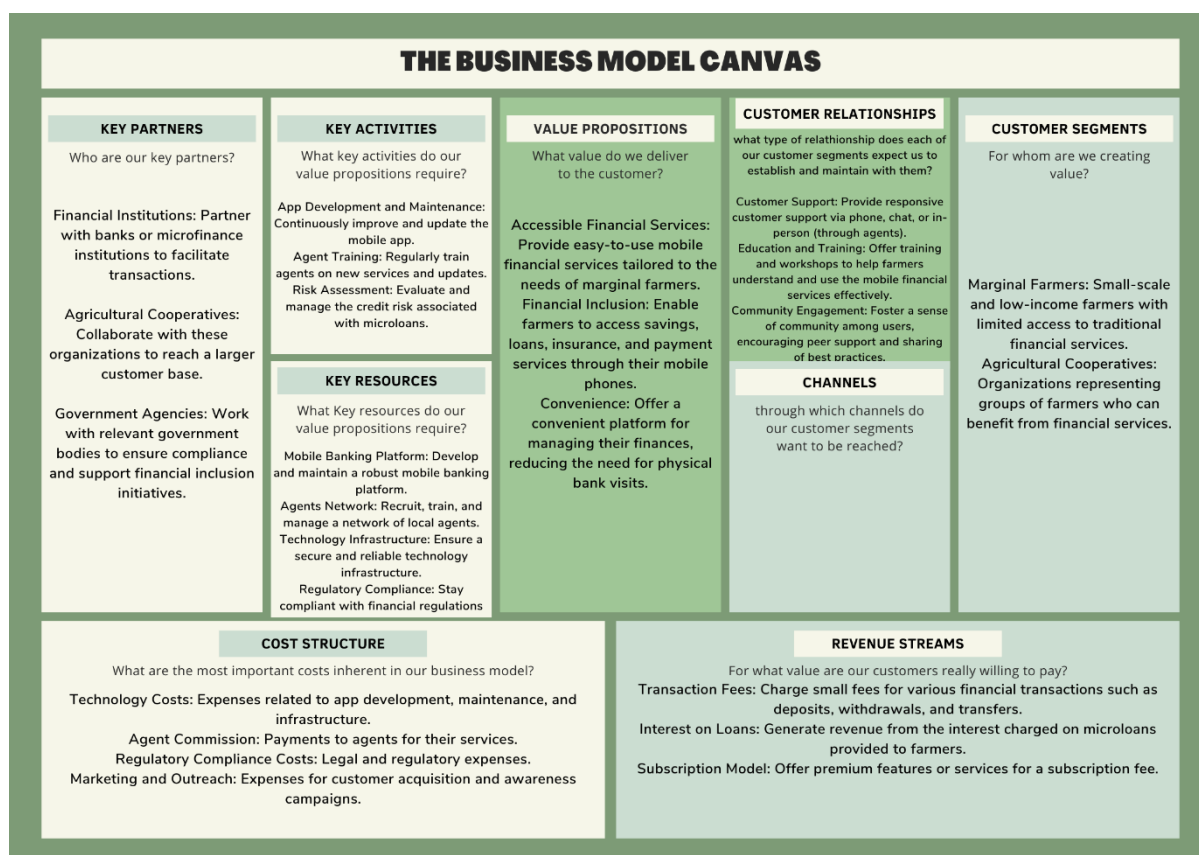 THE BUSINESS MODEL CANVAS
KEY PARTNERS
Who are our key partners?
Financial Institutions: Partner
with banks or microfinance
institutions to facilitate
transactions.
Agricultural Cooperatives:
Collaborate with these
organizations to reach a larger
customer base.
Government Agencies: Work
with relevant government
bodies to ensure compliance
and support financial inclusion
initiatives.
KEY ACTIVITIES
What key activities do our
value propositions require?
App Development and Maintenance:
Continuously improve and update the
mobile app.
Agent Training: Regularly train
agents on new services and updates.
Risk Assessment: Evaluate and
manage the credit risk associated
with microloans.
KEY RESOURCES
What Key resources do our
value propositions require?
Mobile Banking Platform: Develop
and maintain a robust mobile banking
platform.
Agents Network: Recruit, train, and
manage a network of local agents.
Technology Infrastructure: Ensure a
secure and reliable technology
infrastructure.
Regulatory Compliance: Stay
compliant with financial regulations
VALUE PROPOSITIONS
What value do we deliver
to the customer?
Accessible Financial Services:
Provide easy-to-use mobile
financial services tailored to the
needs of marginal farmers.
Financial Inclusion: Enable
farmers to access savings,
loans, insurance, and payment
services through their mobile
phones.
Convenience: Offer a
convenient platform for
managing their finances,
reducing the need for physical
bank visits.
CUSTOMER RELATIONSHIPS
what type of relathionship does each of
our customer segments expect us to
establish and maintain with them?
Customer Support: Provide responsive
customer support via phone, chat, or in-
person (through agents).
Education and Training: Offer training
and workshops to help farmers
understand and use the mobile financial
services effectively.
Community Engagement: Foster a sense
of community among users,
encouraging peer support and sharing
of best practices.
CHANNELS
through which channels do
our customer segments
want to be reached?
CUSTOMER SEGMENTS
For whom are we creating
value?
Marginal Farmers: Small-scale
and low-income farmers with
limited access to traditional
financial services.
Agricultural Cooperatives:
Organizations representing
groups of farmers who can
benefit from financial services.
COST STRUCTURE
What are the most important costs inherent in our business model?
Technology Costs: Expenses related to app development, maintenance, and
infrastructure.
Agent Commission: Payments to agents for their services.
Regulatory Compliance Costs: Legal and regulatory expenses.
Marketing and Outreach: Expenses for customer acquisition and awareness
campaigns.
REVENUE STREAMS
For what value are our customers really willing to pay?
Transaction Fees: Charge small fees for various financial transactions such as
deposits, withdrawals, and transfers.
Interest on Loans: Generate revenue from the interest charged on microloans
provided to farmers.
Subscription Model: Offer premium features or services for a subscription fee.